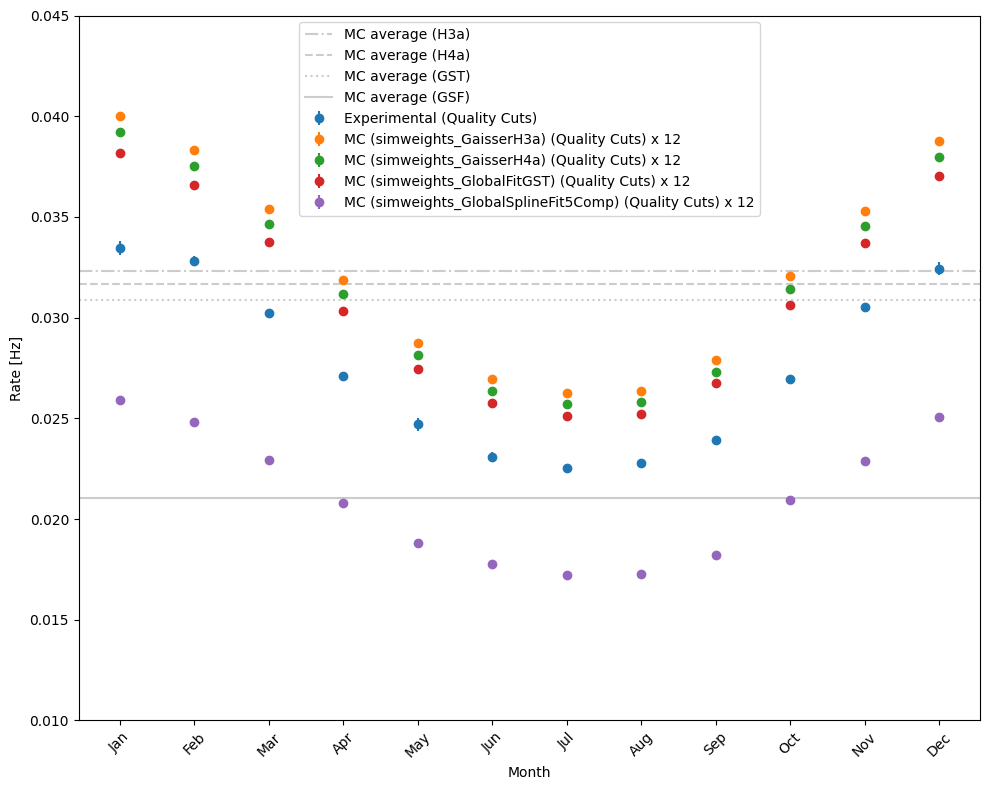 0.045
0.040
0.035
0.030
0.025
0.020
0.015
0.010
Rate [Hz]
MC average (H3a)
MC average (H4a)
MC average (GST)
MC average (GSF)
Experimental (Quality Cuts)
MC (simweights_GaisserH3a) (Quality Cuts) x 12
MC (simweights_GaisserH4a) (Quality Cuts) x 12
MC (simweights_GlobalFitGST) (Quality Cuts) x 12
MC (simweights_GlobalSplineFit5Comp) (Quality Cuts) x 12
Jan Feb Mar Apr May Jun Jul Aug Sep Oct Nov Dec
Month